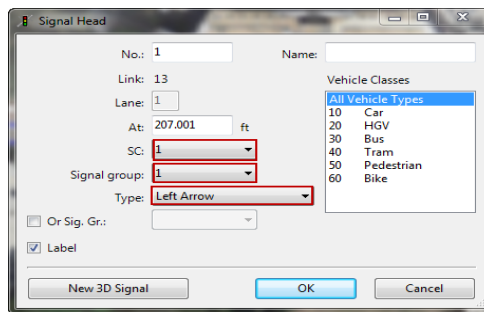 Signal Head
No.: 1 Name:
Link: 13 Vehicle Classes
Lane: 1 All Vehicle Types
10 Car
At: 207.001 ft 20 HGV
30 Bus
SC: 1 40 Tram
50 Pedestrian
Signal group: 1 60 Bike
Type: Left Arrow
Or Sig. Gr.:
Label
New 3D Signal OK Cancel